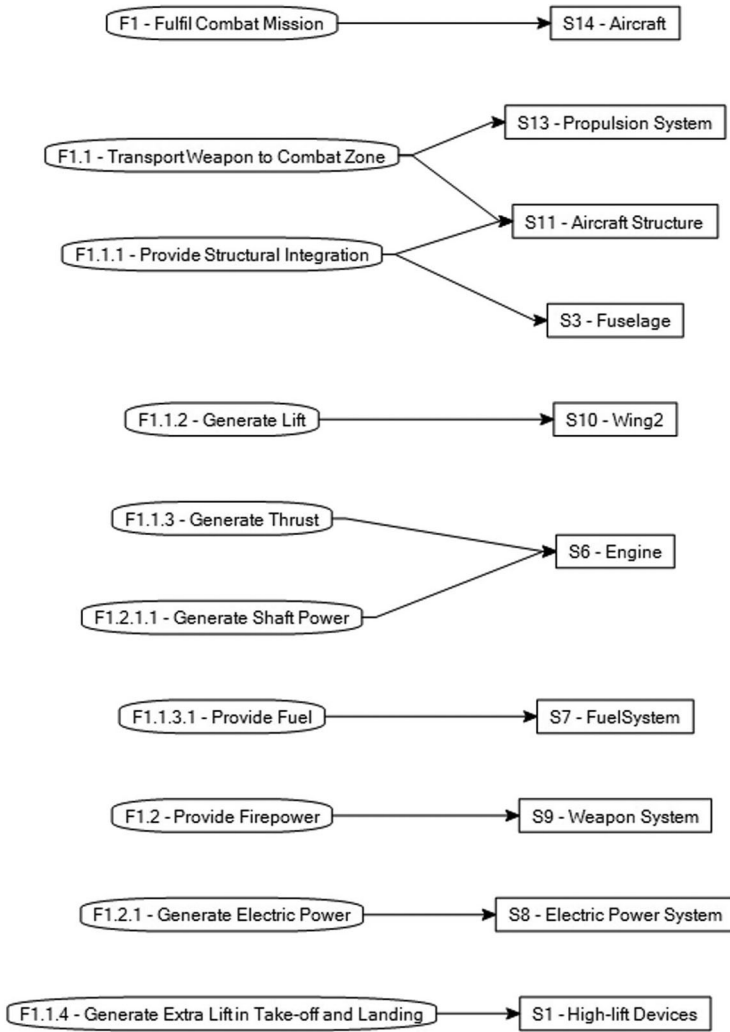 F1 - Fulfil Combat Mission
S14 - Aircraft
S13 - Propulsion System
F1.1 - Transport Weapon to Combat Zone
S11 - Aircraft Structure
F1.1.1 - Provide Structural Integration
S3 - Fuselage
F1.1.2 - Generate Lift
S10 - Wing2
F1.1.3 - Generate Thrust
S6 - Engine
F1.2.1.1 - Generate Shaft Power
F1.1.3.1 - Provide Fuel
S7 - FuelSystem
F1.2 - Provide Firepower
S9 - Weapon System
F1.2.1 - Generate Electric Power
S8 - Electric Power System
F1.1.4 - Generate Extra Lift in Take-off and Landing
S1 - High-lift Devices